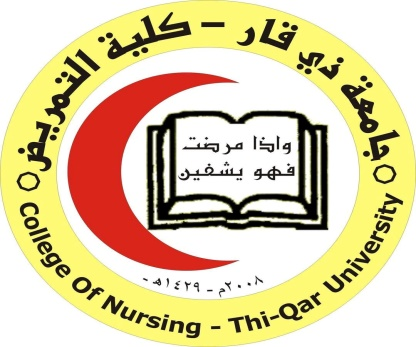 جامعة ذي قار - كلية التمريض
واذا مرضت
فهو يشفين
٢٠٠٨م - ١٤٢٩هـ -
College Of Nursing - Thi-Qar University